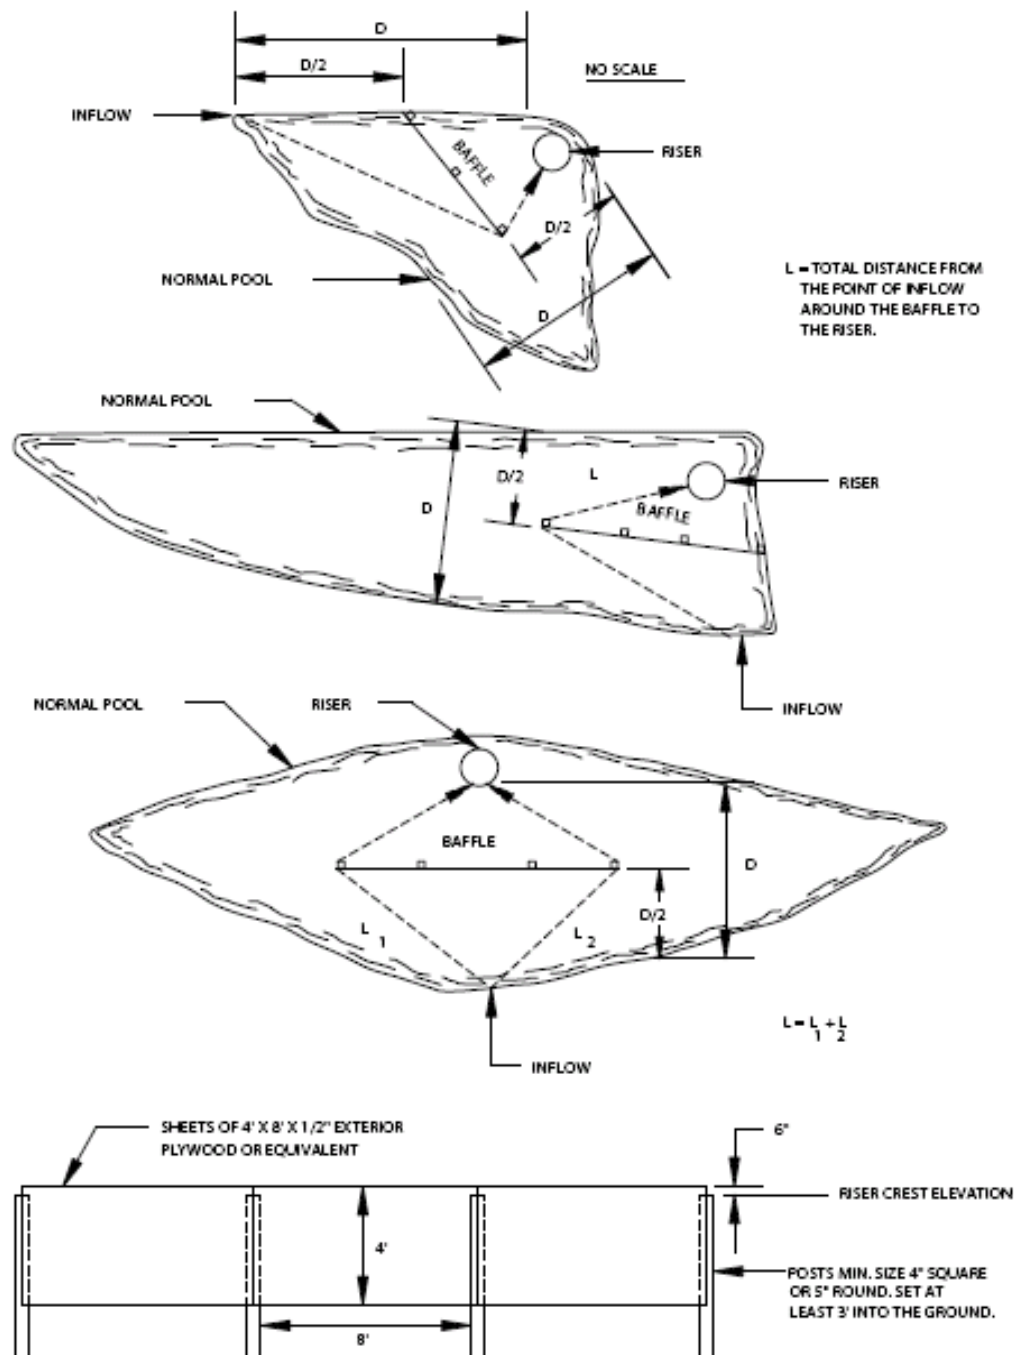 D
D/2
NO SCALE
INFLOW
BAFFLE
RISER
D/2
NORMAL POOL
D
L = TOTAL DISTANCE FROM
THE POINT OF INFLOW
AROUND THE BAFFLE TO
THE RISER.
NORMAL POOL
D/2
L
RISER
D
BAFFLE
INFLOW
NORMAL POOL
RISER
BAFFLE
D
D/2
L 1
L 2
L = L1 + L2
INFLOW
SHEETS OF 4' X 8' X 1/2" EXTERIOR
PLYWOOD OR EQUIVALENT
6"
RISER CREST ELEVATION
4'
POSTS MIN. SIZE 4" SQUARE
OR 5" ROUND. SET AT
LEAST 3' INTO THE GROUND.
8'